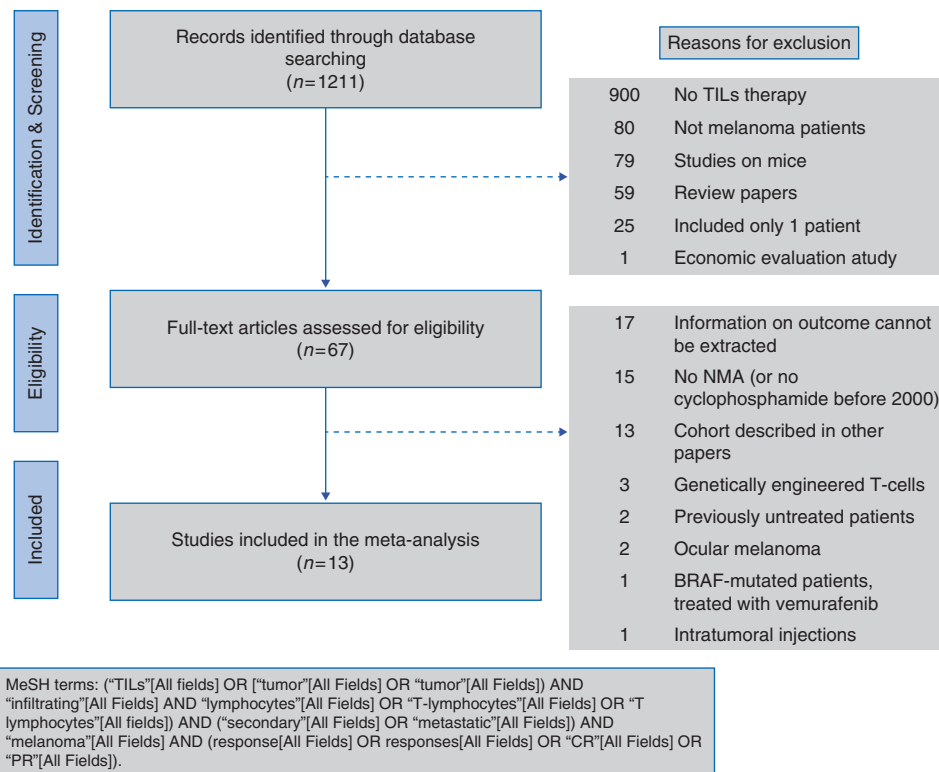 Identification & Screening
Records identified through database
searching
(n=1211)
Reasons for exclusion
900 No TILs therapy
80 Not melanoma patients
79 Studies on mice
59 Review papers
25 Included only 1 patient
1 Economic evaluation atudy
Eligibility
Full-text articles assessed for eligibility
(n=67)
17 Information on outcome cannot
be extracted
15 No NMA (or no
cyclophosphamide before 2000)
13 Cohort described in other
papers
3 Genetically engineered T-cells
2 Previously untreated patients
2 Ocular melanoma
1 BRAF-mutated patients,
treated with vemurafenib
1 Intratumoral injections
Included
Studies included in the meta-analysis
(n=13)
MeSH terms: (“TILs”[All fields] OR [“tumor”[All Fields] OR “tumor”[All Fields]) AND
“infiltrating”[All Fields] AND “lymphocytes”[All Fields] OR “T-lymphocytes”[All Fields] OR “T
lymphocytes”[All fields]) AND (“secondary”[All Fields] OR “metastatic”[All Fields]) AND
“melanoma”[All Fields] AND (response[All Fields] OR responses[All Fields] OR “CR”[All Fields] OR
“PR”[All Fields]).